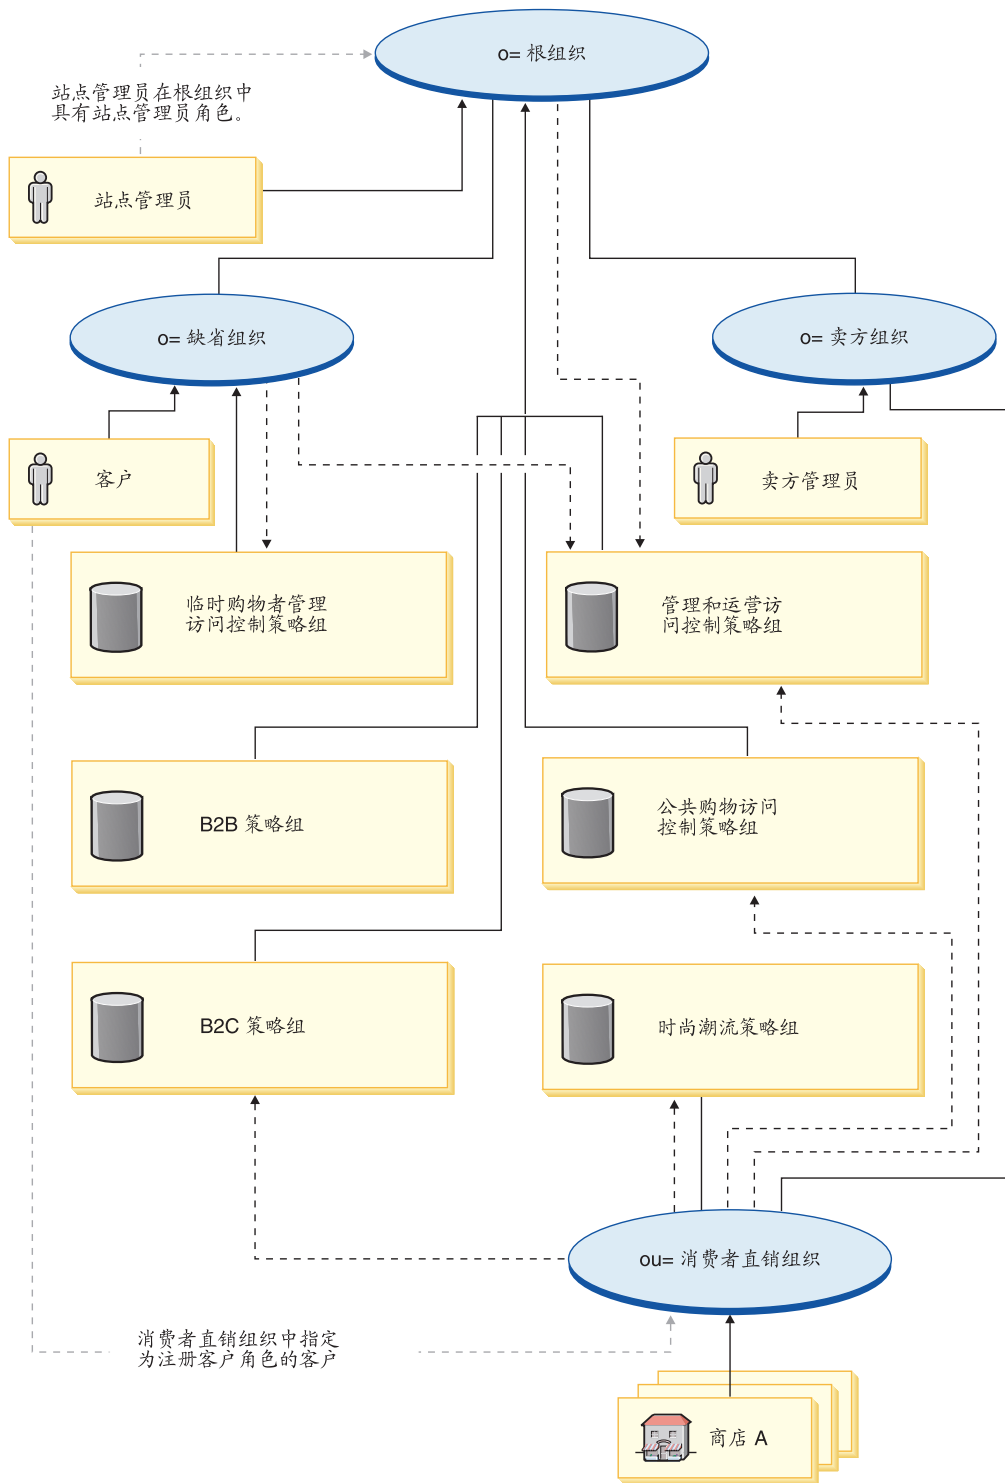 o= 根组织
站点管理员在根组织中
具有站点管理员角色。
站点管理员
o= 缺省组织
o= 卖方组织
客户
卖方管理员
临时购物者管理
访问控制策略组
管理和运营访
问控制策略组
B2B 策略组
公共购物访问
控制策略组
B2C 策略组
时尚潮流策略组
ou= 消费者直销组织
消费者直销组织中指定
为注册客户角色的客户
商店 A